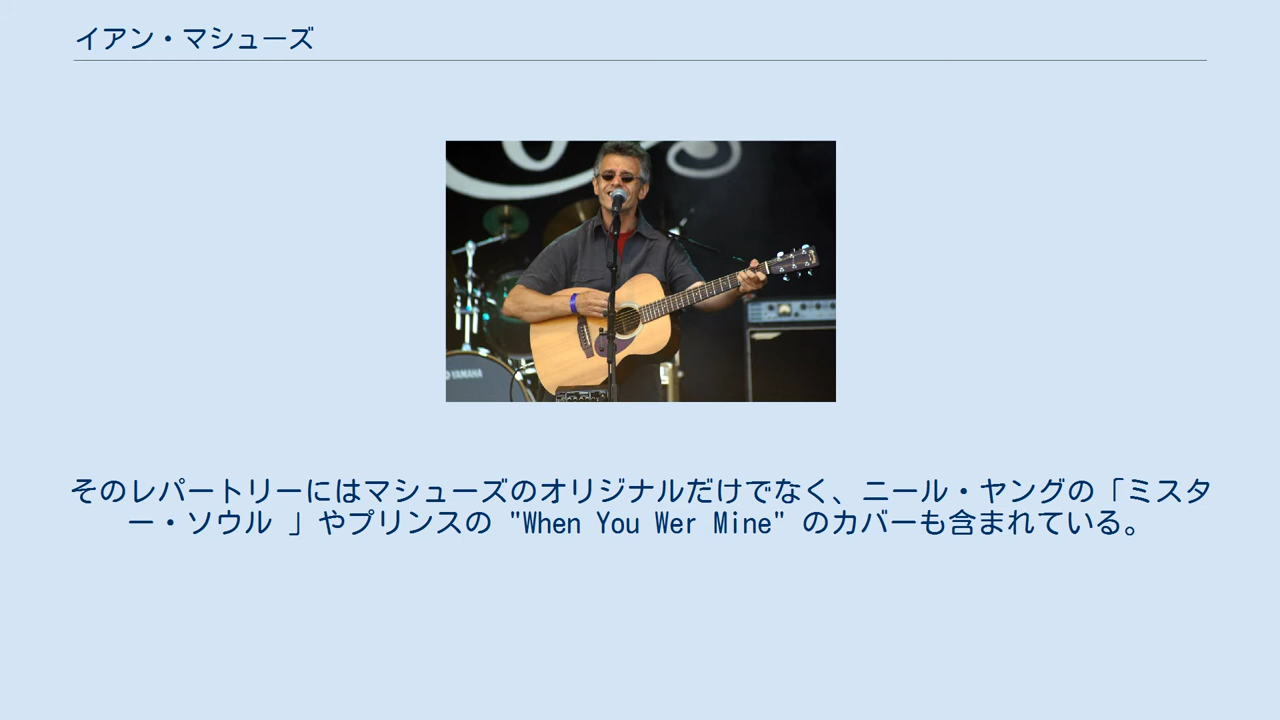 イアン・マシューズ
YAMAHA
そのレパートリーにはマシューズのオリジナルだけでなく、ニール・ヤングの「ミスタ
ー・ソウル 」やプリンスの "When You Wer Mine" のカバーも含まれている。